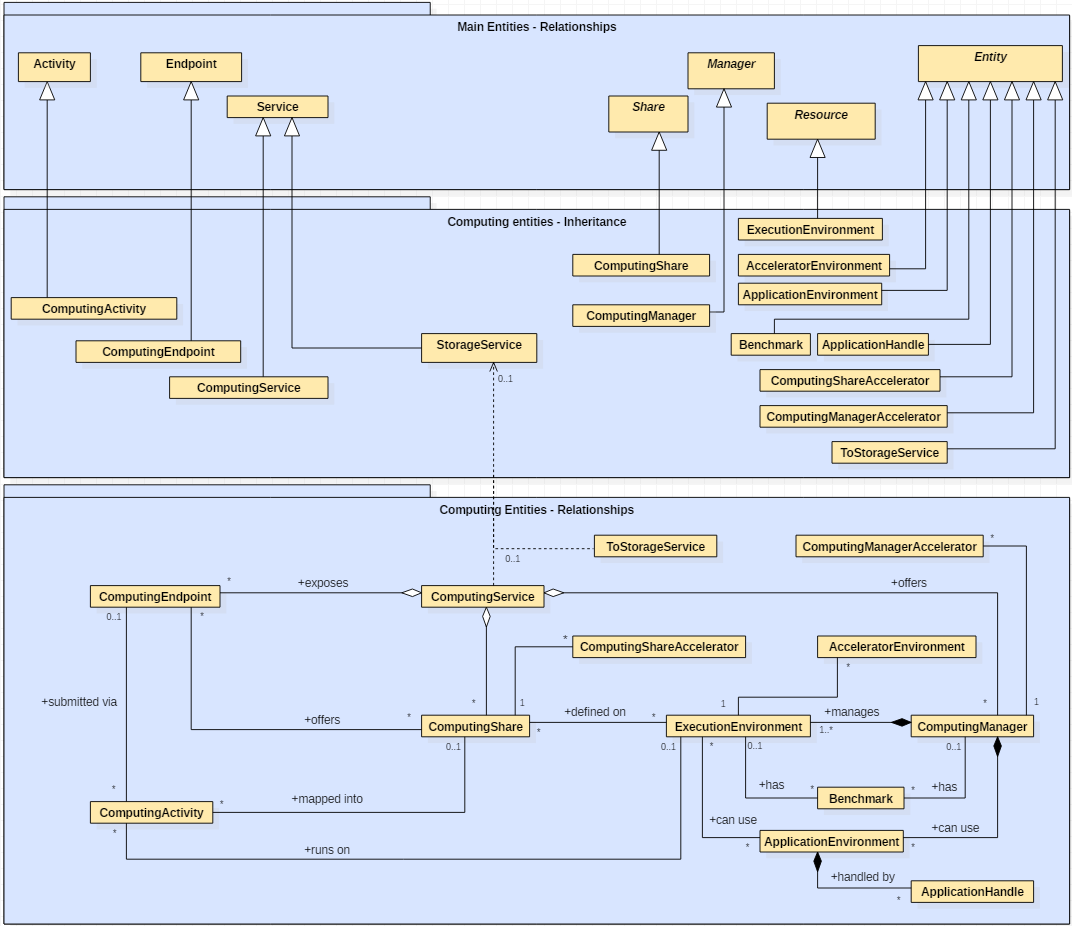 Main Entities - Relationships
Activity
Endpoint
Service
Share
Manager
Resource
Entity
Computing entities - Inheritance
ExecutionEnvironment
ComputingShare
AcceleratorEnvironment
ApplicationEnvironment
ComputingActivity
ComputingManager
ComputingEndpoint
StorageService
Benchmark
ApplicationHandle
0..1
ComputingService
ComputingShareAccelerator
ComputingManagerAccelerator
ToStorageService
Computing Entities - Relationships
ToStorageService
0..1
ComputingManagerAccelerator
*
ComputingEndpoint
*
+exposes
ComputingService
+offers
0..1
*
*
ComputingShareAccelerator
AcceleratorEnvironment
*
+submitted via
+offers
*
*
1
ComputingShare
*
0..1
+defined on
*
1
ExecutionEnvironment
0..1
*
0..1
+manages
1..*
*
1
ComputingManager
0..1
*
ComputingActivity
*
*
+mapped into
+has
*
Benchmark
*
+has
+can use
*
ApplicationEnvironment
*
+can use
+runs on
+handled by
*
ApplicationHandle